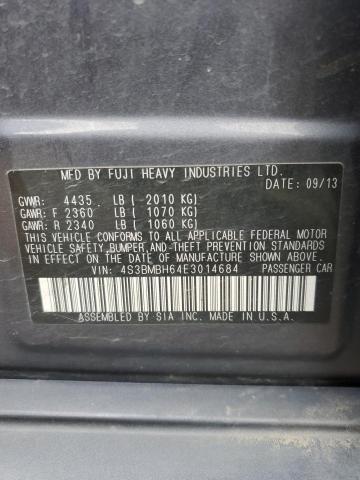 MFD BY FUJI HEAVY INDUSTRIES LTD.
DATE: 09/13
GVWR: 4435 LB ( 2010 KG)
GAWR: F 2360 LB ( 1070 KG)
GAWR: R 2340 LB ( 1060 KG)
THIS VEHICLE CONFORMS TO ALL APPLICABLE FEDERAL MOTOR
VEHICLE SAFETY, BUMPER, AND THEFT PREVENTION STANDARDS
IN EFFECT ON THE DATE OF MANUFACTURE SHOWN ABOVE.
VIN: 4S3BMBH64E3014684 PASSENGER CAR
ASSEMBLED BY SIA INC. MADE IN U.S.A.